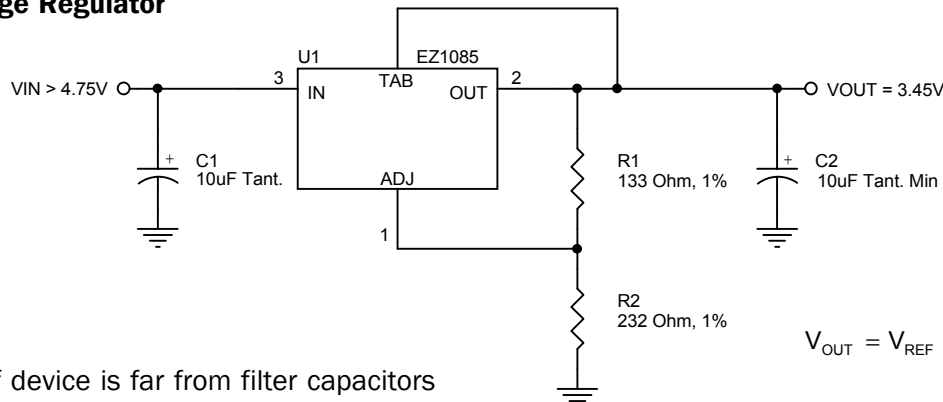 ge Regulator
U1
EZ1085
VIN > 4.75V
3
IN
TAB
OUT
2
VOUT = 3.45V
+
C1
10uF Tant.
ADJ
1
R1
133 Ohm, 1%
+
C2
10uF Tant. Min
R2
232 Ohm, 1%
V_OUT = V_REF
f device is far from filter capacitors